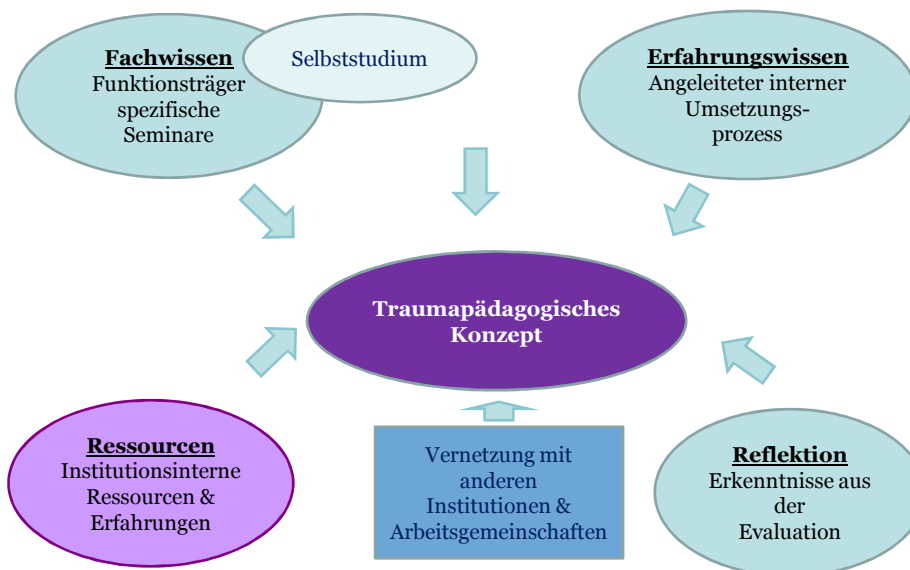 Fachwissen
Funktionsträger
spezifische
Seminare
Selbststudium
Erfahrungswissen
Angeleiteter interner
Umsetzungs-
prozess
Traumapädagogisches
Konzept
Ressourcen
Institutionsinterne
Ressourcen &
Erfahrungen
Vernetzung mit
anderen
Institutionen &
Arbeitsgemeinschaften
Reflektion
Erkenntnisse aus
der
Evaluation